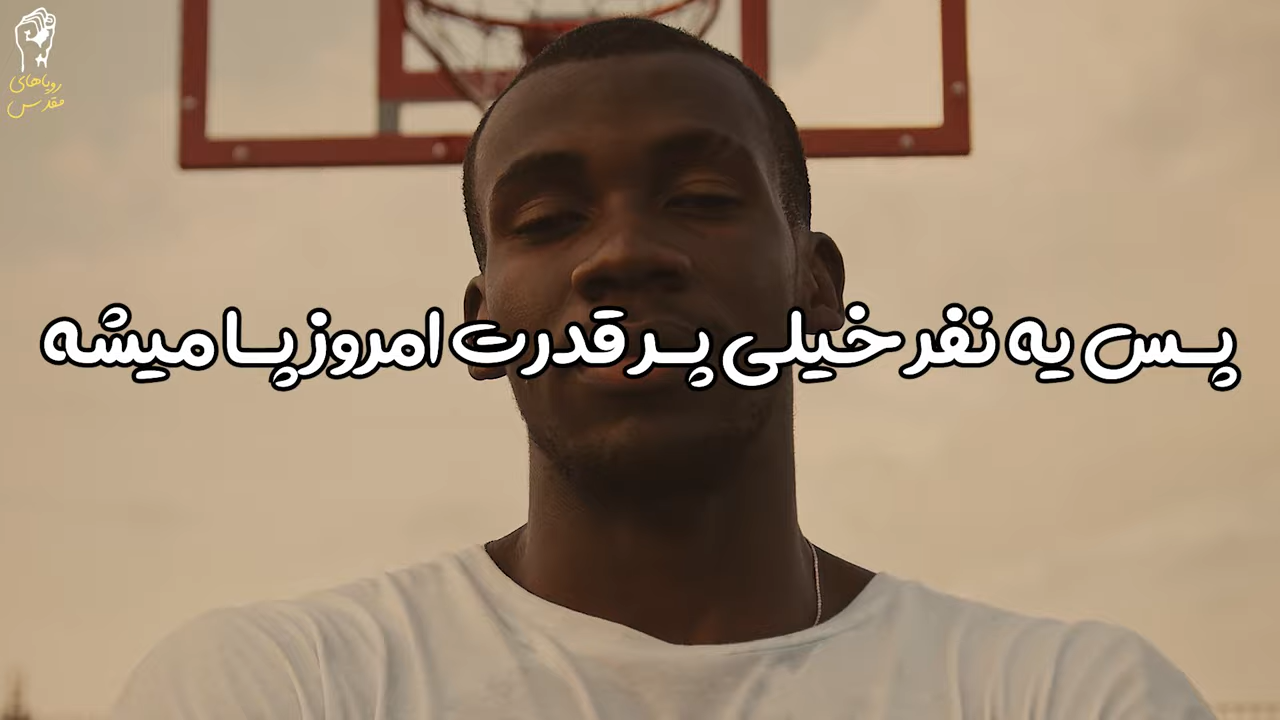 رویاهای
مقدس
پس یه نفر خیلی پر قدرت امروز پا میشه